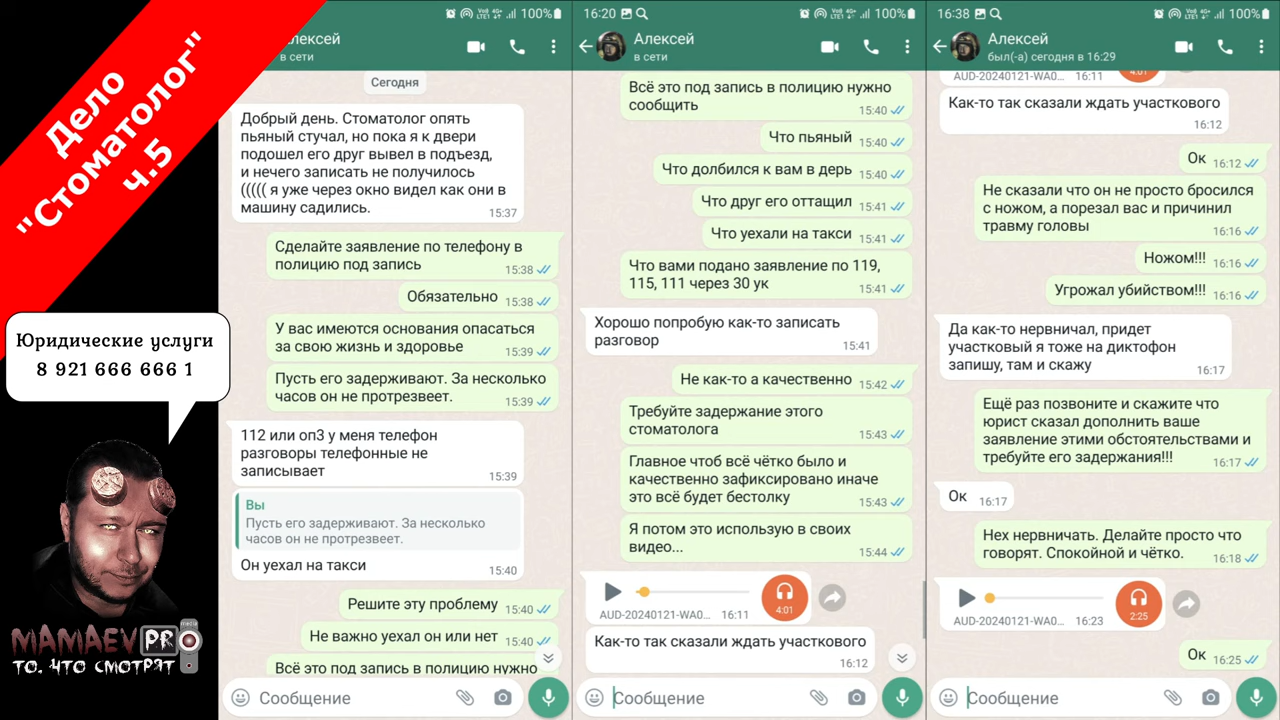 Дело
"Стоматолог"
ч.5
Юридические услуги
8 921 666 666 1
MAMAEV PRO
media
ТО, ЧТО СМОТРЯТ
100%
Алексей
в сети
Сегодня
Добрый день. Стоматолог опять
пьяный стучал, но пока я к двери
подошел его друг вывел в подъезд,
и нечего записать не получилось
((((( я уже через окно видел как они в
машину садились.
15:37
Сделайте заявление по телефону в
полицию под запись
15:38
Обязательно
15:38
У вас имеются основания опасаться
за свою жизнь и здоровье
15:39
Пусть его задерживают. За несколько
часов он не протрезвеет.
15:39
112 или оп3 у меня телефон
разговоры телефонные не
записывает
15:39
Вы
Пусть его задерживают. За несколько
часов он не протрезвеет.
Он уехал на такси
15:40
Решите эту проблему
15:40
Не важно уехал он или нет
15:40
Всё это под запись в полицию нужно
Сообщение
16:20
100%
Алексей
в сети
Всё это под запись в полицию нужно
сообщить
15:40
Что пьяный
15:40
Что долбился к вам в дерь
15:40
Что друг его оттащил
15:41
Что уехали на такси
15:41
Что вами подано заявление по 119,
115, 111 через 30 ук
15:41
Хорошо попробую как-то записать
разговор
15:41
Не как-то а качественно
15:42
Требуйте задержание этого
стоматолога
15:43
Главное чтоб всё чётко было и
качественно зафиксировано иначе
это всё будет бестолку
15:43
Я потом это использую в своих
видео...
15:44
4:01
AUD-20240121-WA0...
16:11
Как-то так сказали ждать участкового
16:12
Сообщение
16:38
100%
Алексей
был(-а) сегодня в 16:29
4:01
AUD-20240121-WA0...
16:11
Как-то так сказали ждать участкового
16:12
Ок
16:12
Не сказали что он не просто бросился
с ножом, а порезал вас и причинил
травму головы
16:16
Ножом!!!
16:16
Угрожал убийством!!!
16:16
Да как-то нервничал, придет
участковый я тоже на диктофон
запишу, там и скажу
16:17
Ещё раз позвоните и скажите что
юрист сказал дополнить ваше
заявление этими обстоятельствами и
требуйте его задержания!!!
16:17
Ок
16:17
Нех нервничать. Делайте просто что
говорят. Спокойной и чётко.
16:18
2:25
AUD-20240121-WA0...
16:23
Ок
16:25
Сообщение